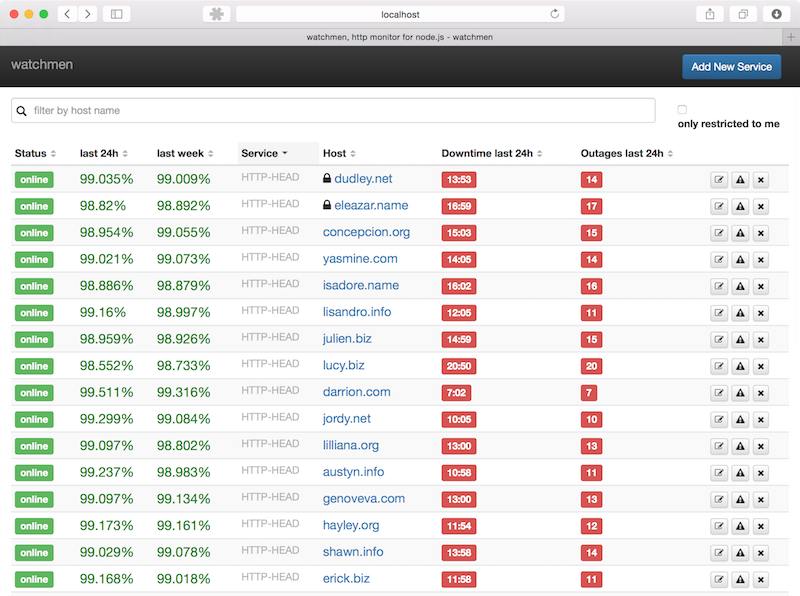 localhost
watchmen, http monitor for node.js - watchmen
watchmen Add New Service
filter by host name
only restricted to me
Status last 24h last week Service Host Downtime last 24h Outages last 24h
online 99.035% 99.009% HTTP-HEAD dudley.net 13:53 14
online 98.82% 98.892% HTTP-HEAD eleazar.name 16:59 17
online 98.954% 99.055% HTTP-HEAD concepcion.org 15:03 15
online 99.021% 99.073% HTTP-HEAD yasmine.com 14:05 14
online 98.886% 98.879% HTTP-HEAD isadore.name 16:02 16
online 99.16% 98.997% HTTP-HEAD lisandro.info 12:05 11
online 98.959% 98.926% HTTP-HEAD julien.biz 14:59 15
online 98.552% 98.733% HTTP-HEAD lucy.biz 20:50 20
online 99.511% 99.316% HTTP-HEAD darrion.com 7:02 7
online 99.299% 99.084% HTTP-HEAD jordy.net 10:05 10
online 99.097% 98.802% HTTP-HEAD lilliana.org 13:00 13
online 99.237% 98.983% HTTP-HEAD austyn.info 10:58 11
online 99.097% 99.134% HTTP-HEAD genoveva.com 13:00 13
online 99.173% 99.161% HTTP-HEAD hayley.org 11:54 12
online 99.029% 99.078% HTTP-HEAD shawn.info 13:58 14
online 99.168% 99.018% HTTP-HEAD erick.biz 11:58 11